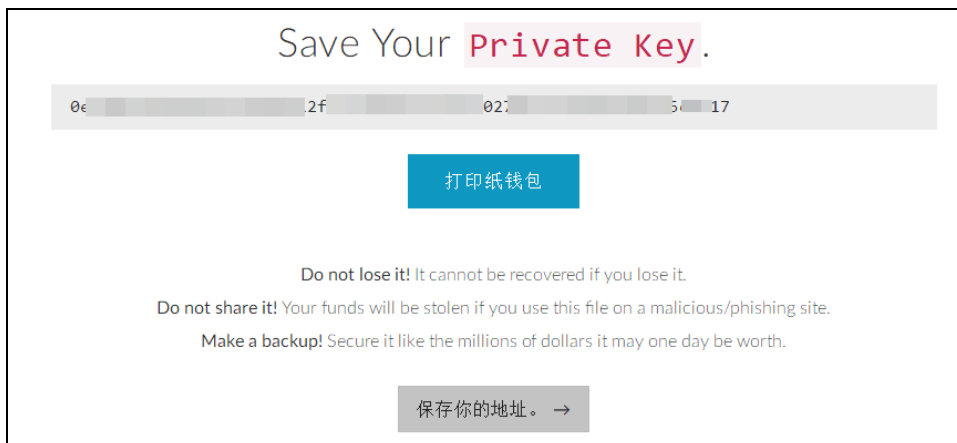 Save Your Private Key.
打印纸钱包
Do not lose it! It cannot be recovered if you lose it.
Do not share it! Your funds will be stolen if you use this file on a malicious/phishing site.
Make a backup! Secure it like the millions of dollars it may one day be worth.
保存你的地址。 →